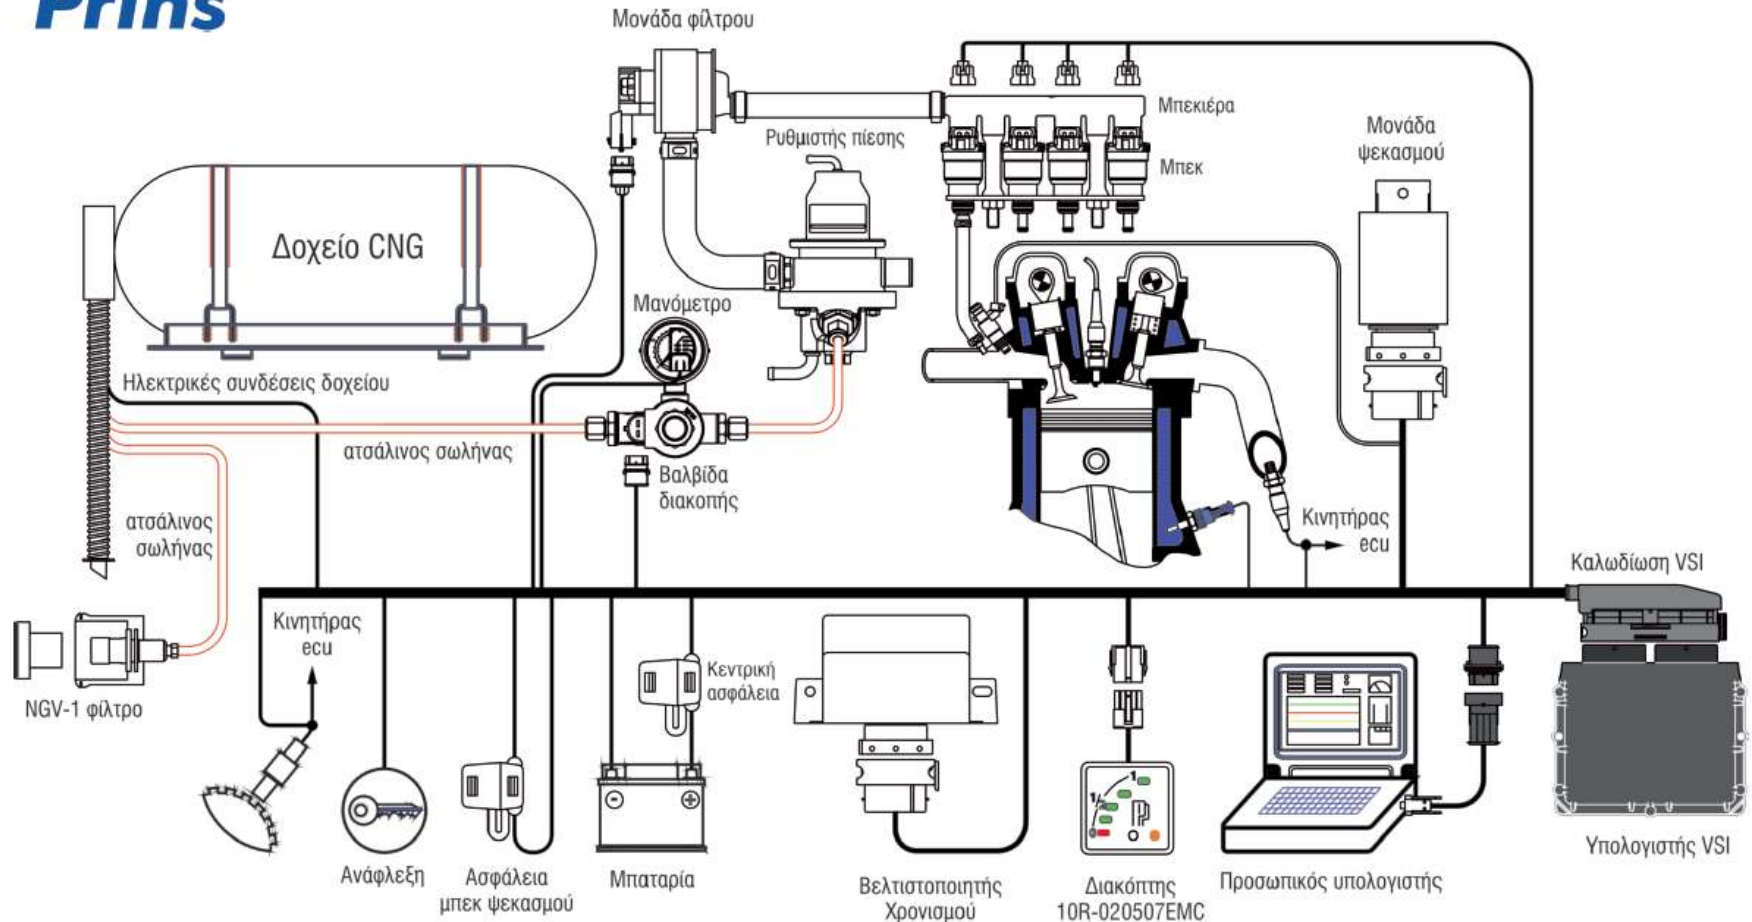 Prins
Μονάδα φίλτρου
Μπεκιέρα
Ρυθμιστής πίεσης
Μονάδα
ψεκασμού
Μπεκ
Δοχείο CNG
Μανόμετρο
Ηλεκτρικές συνδέσεις δοχείου
ατσάλινος σωλήνας
Βαλβίδα
διακοπής
ατσάλινος
σωλήνας
Κινητήρας
ecu
Καλωδίωση VSI
Κινητήρας
ecu
Κεντρική
ασφάλεια
NGV-1 φίλτρο
Ανάφλεξη
Ασφάλεια
μπεκ ψεκασμού
Μπαταρία
Βελτιστοποιητής
Χρονισμού
1
0
Διακόπτης
10R-020507EMC
Προσωπικός υπολογιστής
Υπολογιστής VSI